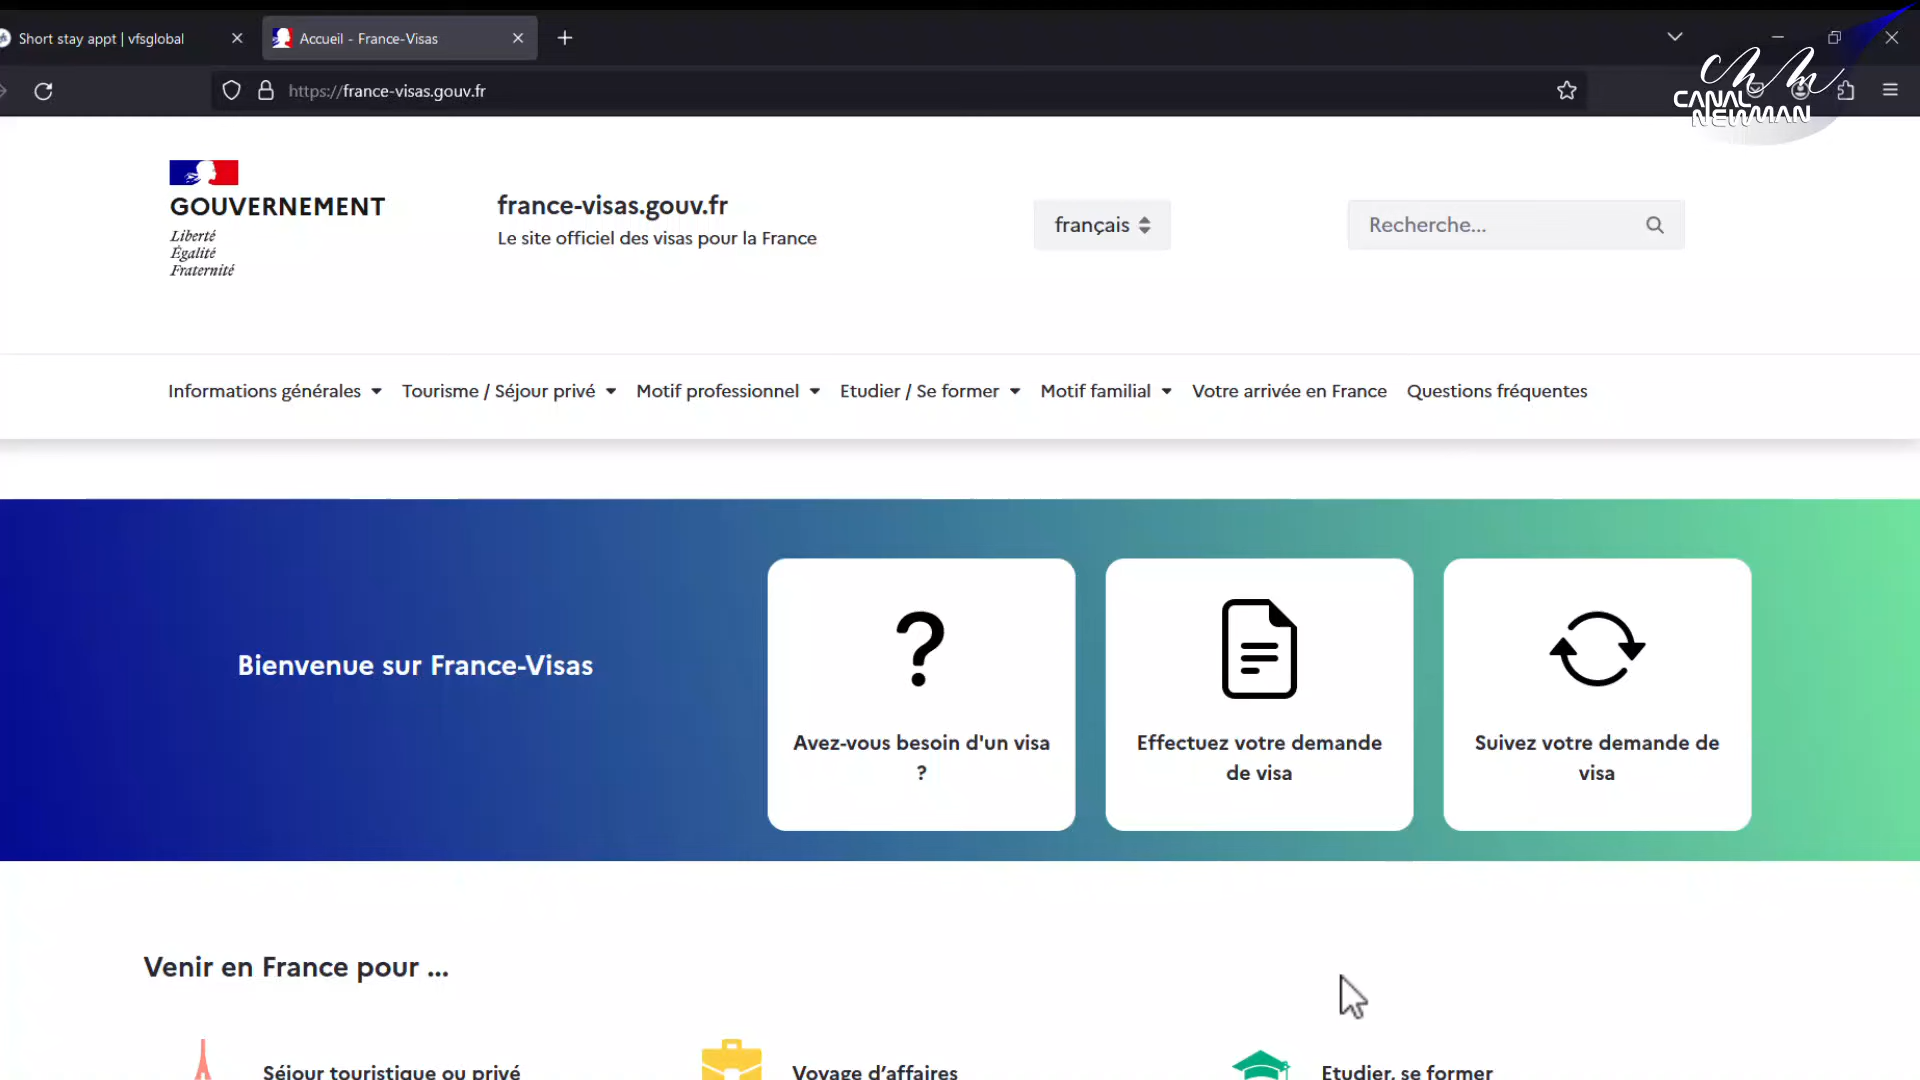 Short stay appt | vfsglobal
Accueil - France-Visas
https://france-visas.gouv.fr
CANAL
NEWMAN
GOUVERNEMENT
Liberté
Égalité
Fraternité
france-visas.gouv.fr
Le site officiel des visas pour la France
français
Recherche...
Informations générales
Tourisme / Séjour privé
Motif professionnel
Etudier / Se former
Motif familial
Votre arrivée en France
Questions fréquentes
Bienvenue sur France-Visas
Avez-vous besoin d'un visa
?
Effectuez votre demande
de visa
Suivez votre demande de
visa
Venir en France pour ...
Séjour touristique ou privé
Voyage d’affaires
Etudier, se former